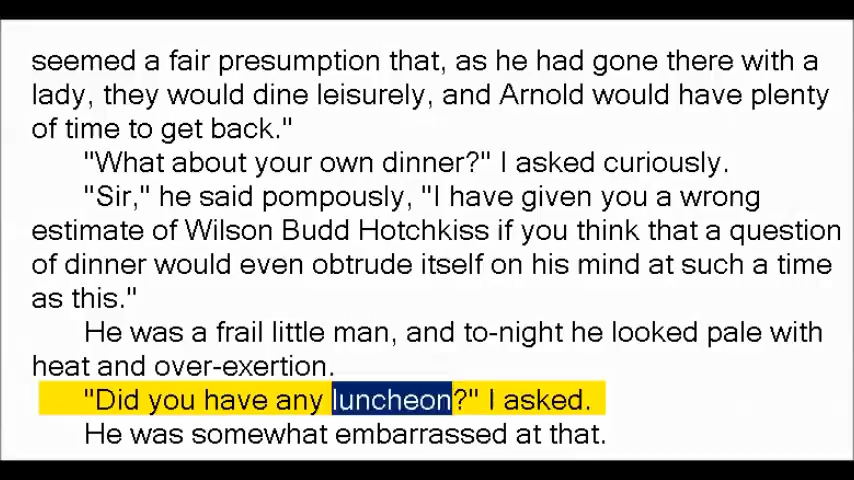 seemed a fair presumption that, as he had gone there with a
lady, they would dine leisurely, and Arnold would have plenty
of time to get back."
"What about your own dinner?" I asked curiously.
"Sir," he said pompously, "I have given you a wrong
estimate of Wilson Budd Hotchkiss if you think that a question
of dinner would even obtrude itself on his mind at such a time
as this."
He was a frail little man, and to-night he looked pale with
heat and over-exertion.
"Did you have any luncheon?" I asked.
He was somewhat embarrassed at that.